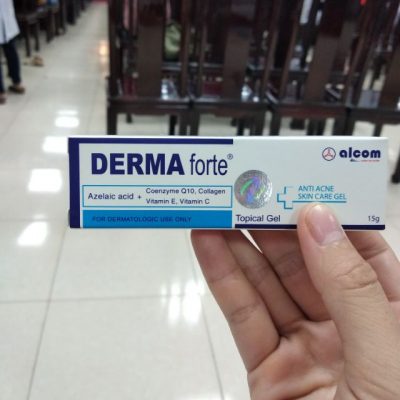 DERMA forte®
alcom
Azelaic acid + Coenzyme Q10, Collagen
Vitamin E, Vitamin C
ANTI ACNE
SKIN CARE GEL
FOR DERMATOLOGIC USE ONLY
Topical Gel
15g